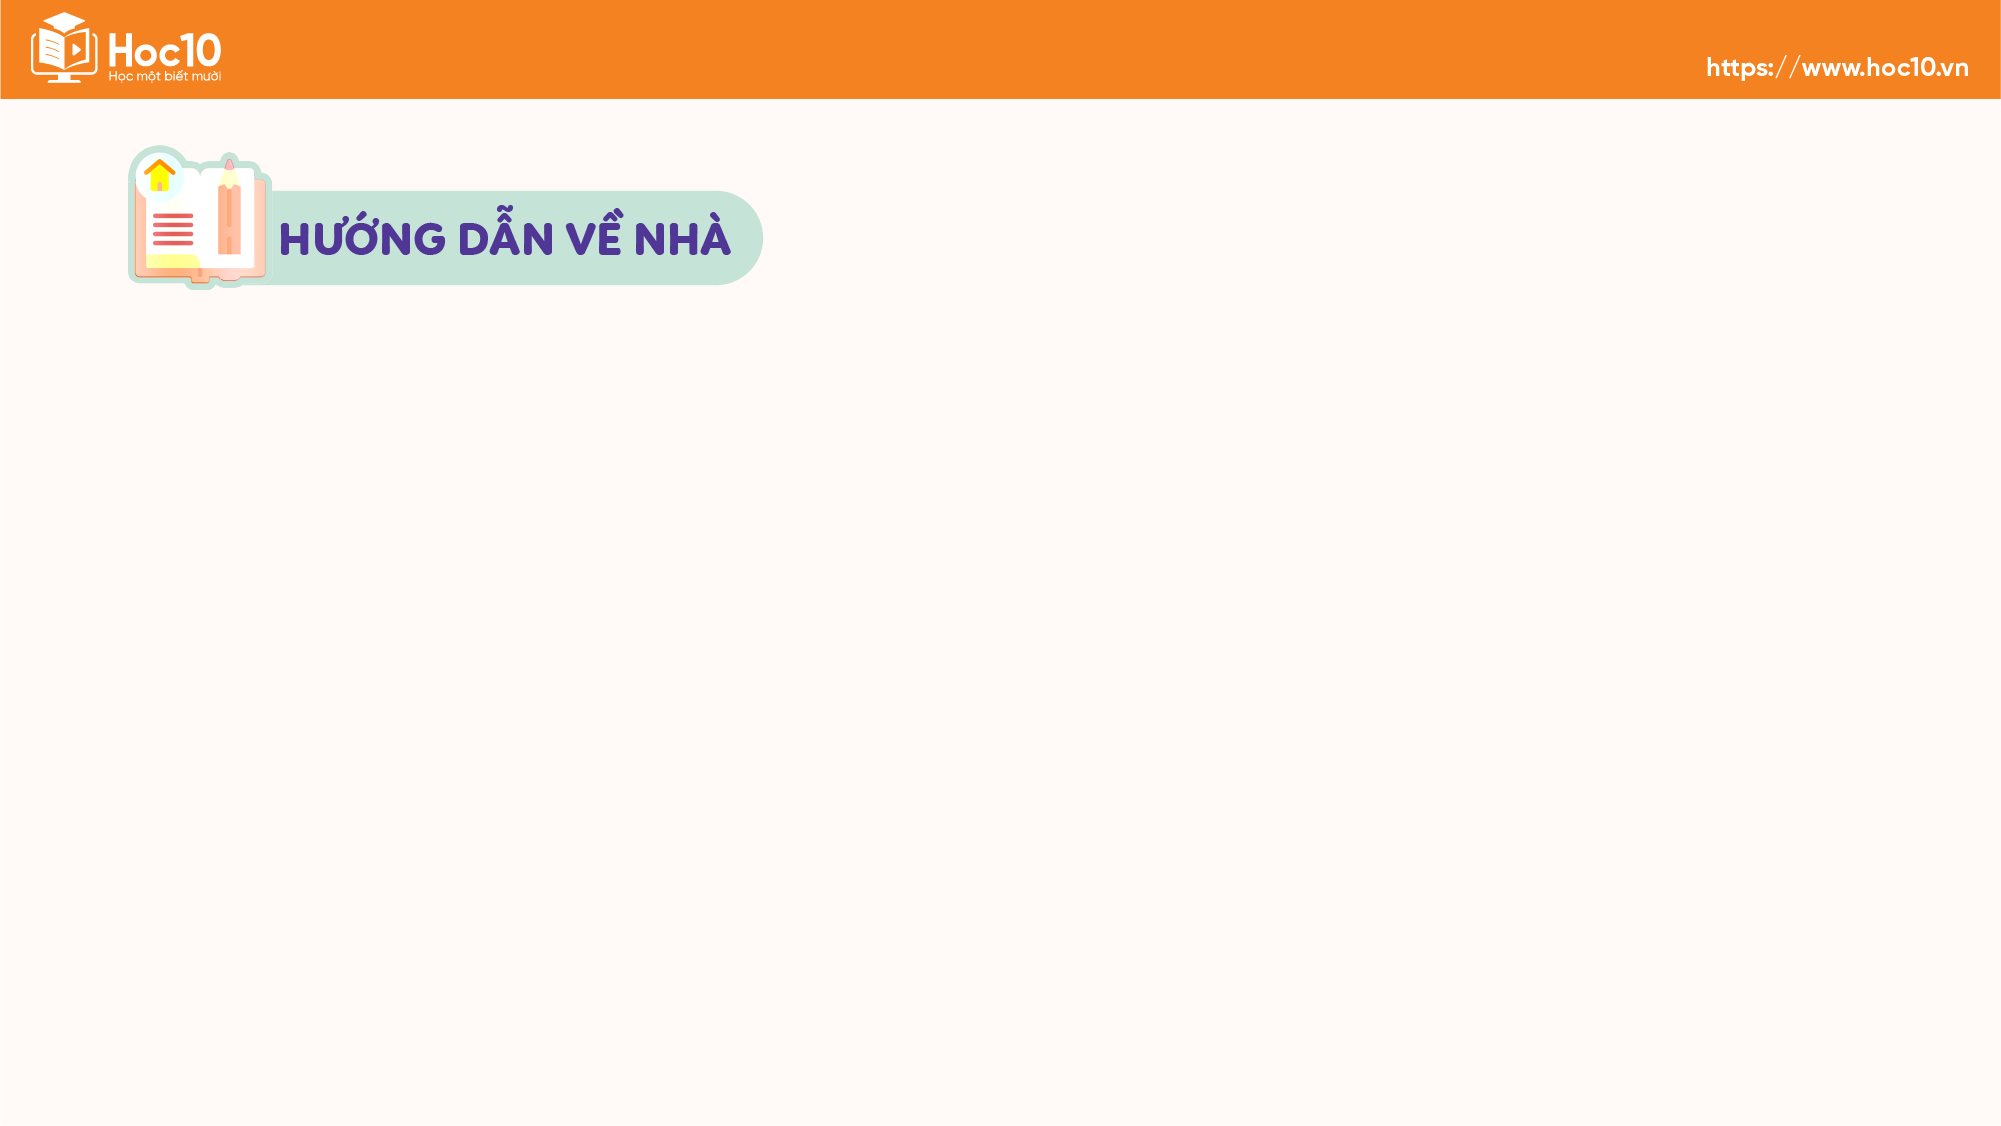 Hoc10
Học một biết mười
https://www.hoc10.vn
HƯỚNG DẪN VỀ NHÀ